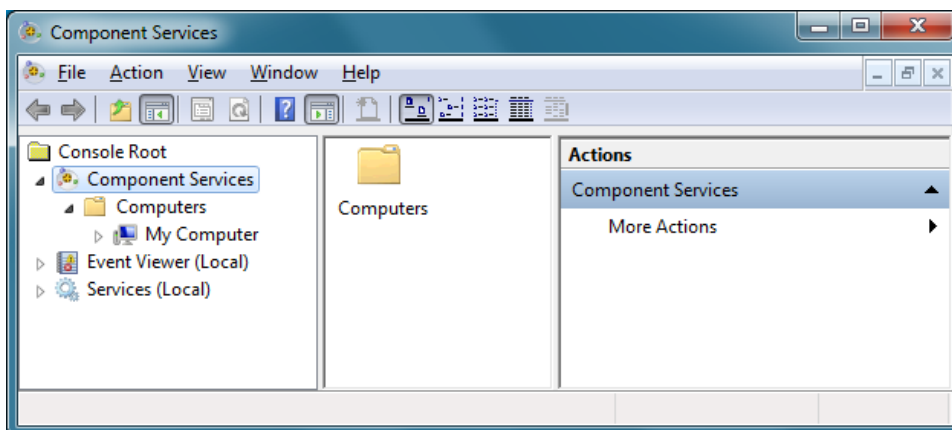 Component Services
File Action View Window Help
Console Root
Component Services
Computers
My Computer
Event Viewer (Local)
Services (Local)
Computers
Actions
Component Services
More Actions